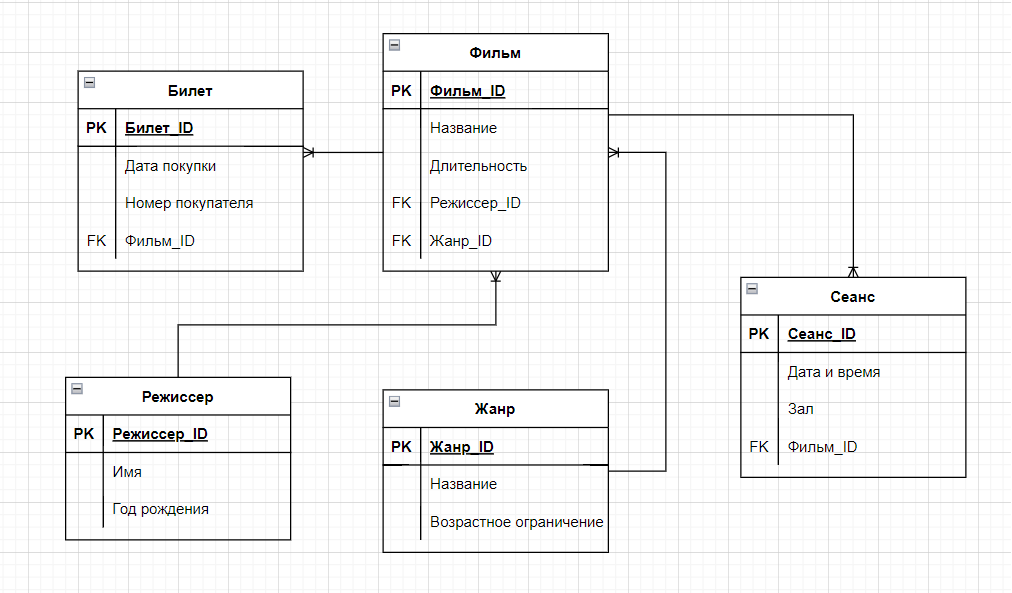 Фильм
PK Фильм_ID
Название
Длительность
FK Режиссер_ID
FK Жанр_ID
Билет
PK Билет_ID
Дата покупки
Номер покупателя
FK Фильм_ID
Сеанс
PK Сеанс_ID
Дата и время
Зал
FK Фильм_ID
Режиссер
PK Режиссер_ID
Имя
Год рождения
Жанр
PK Жанр_ID
Название
Возрастное ограничение